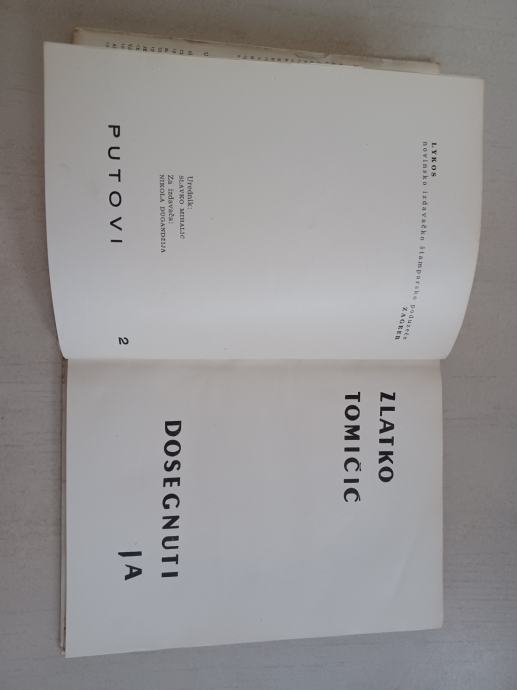 LYKOS
novinsko izdavačko štamparsko poduzeće
ZAGREB
Urednik:
SLAVKO MIHALIĆ
Za izdavača:
NIKOLA DUGANDŽIJA
PUTOVI
2
ZLATKO
TOMIČIĆ
DOSEGNUTI
JA